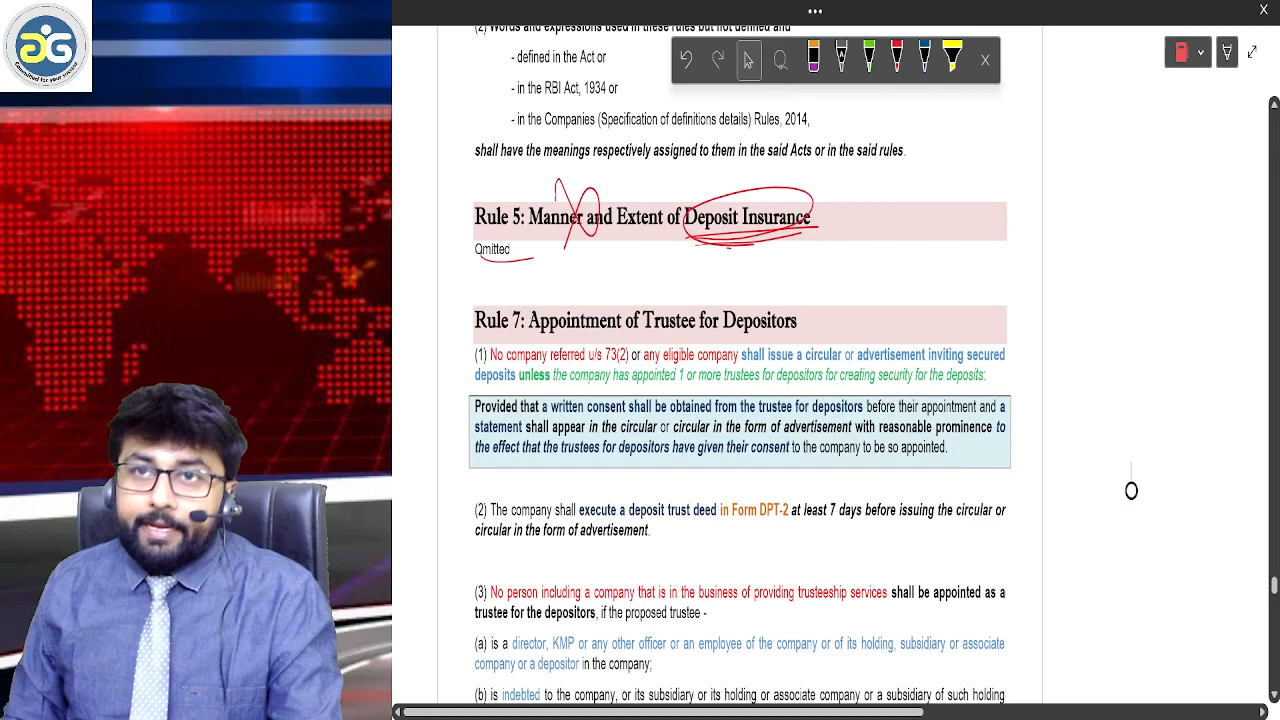 (2) Words and expressions used in these rules but not defined and
- defined in the Act or
- in the RBI Act, 1934 or
- in the Companies (Specification of definitions details) Rules, 2014,
shall have the meanings respectively assigned to them in the said Acts or in the said rules.
Rule 5: Manner and Extent of Deposit Insurance
Omitted
Rule 7: Appointment of Trustee for Depositors
(1) No company referred u/s 73(2) or any eligible company shall issue a circular or advertisement inviting secured
deposits unless the company has appointed 1 or more trustees for depositors for creating security for the deposits:
Provided that a written consent shall be obtained from the trustee for depositors before their appointment and a
statement shall appear in the circular or circular in the form of advertisement with reasonable prominence to
the effect that the trustees for depositors have given their consent to the company to be so appointed.
(2) The company shall execute a deposit trust deed in Form DPT-2 at least 7 days before issuing the circular or
circular in the form of advertisement.
(3) No person including a company that is in the business of providing trusteeship services shall be appointed as a
trustee for the depositors, if the proposed trustee -
(a) is a director, KMP or any other officer or an employee of the company or of its holding, subsidiary or associate
company or a depositor in the company;
(b) is indebted to the company, or its subsidiary or its holding or associate company or a subsidiary of such holding